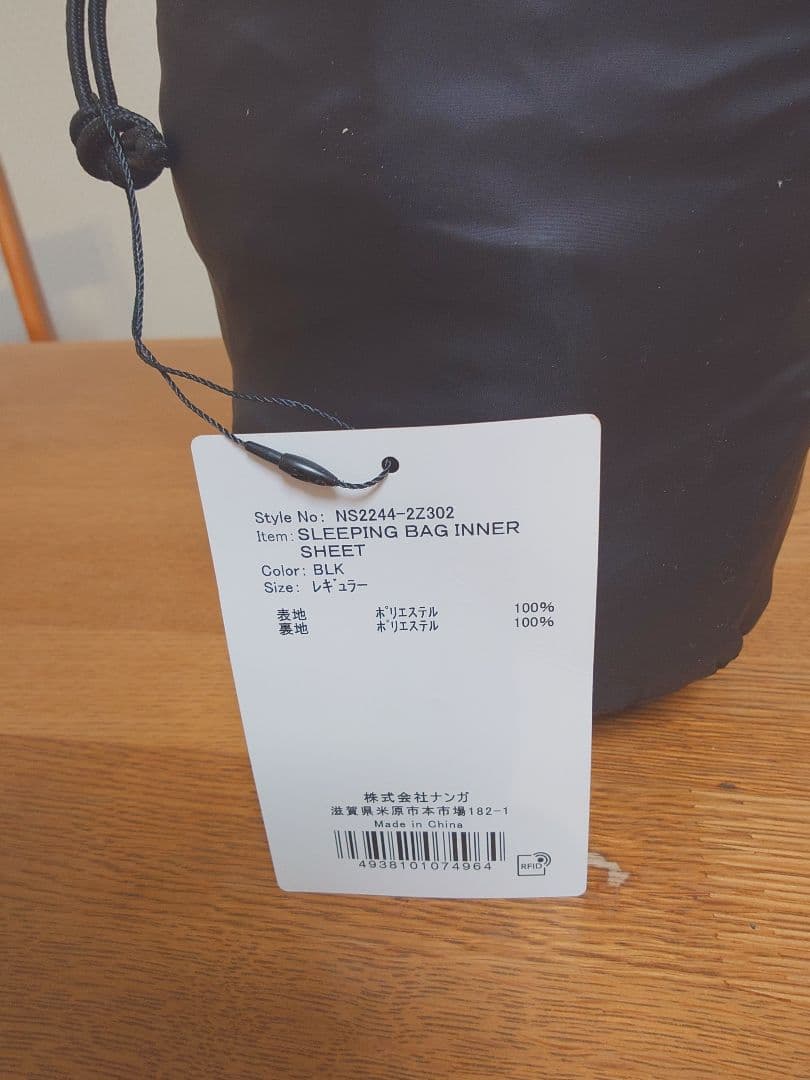 Style No: NS2244-2Z302
Item: SLEEPING BAG INNER
SHEET
Color: BLK
Size: ﾚｷﾞｭﾗｰ
表地 ﾎﾟﾘｴｽﾃﾙ 100%
裏地 ﾎﾟﾘｴｽﾃﾙ 100%
株式会社ナンガ
滋賀県米原市本市場182-1
Made in China
4938101074964
RFID